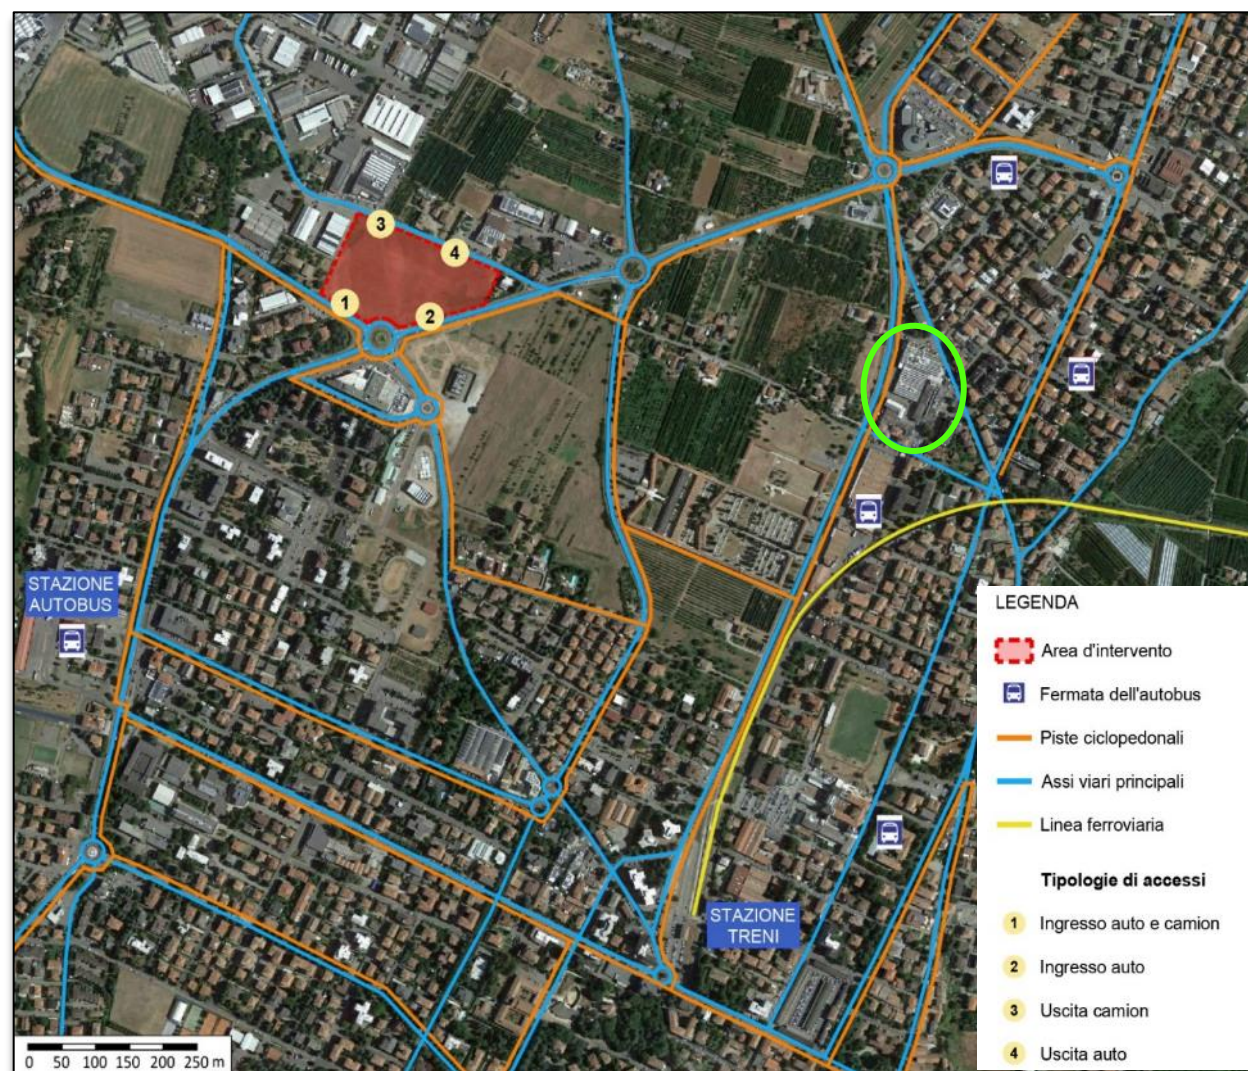 3
4
1
2
STAZIONE
AUTOBUS
STAZIONE
TRENI
LEGENDA
Area d'intervento
Fermata dell'autobus
Piste ciclopedonali
Assi viari principali
Linea ferroviaria
Tipologie di accessi
1 Ingresso auto e camion
2 Ingresso auto
3 Uscita camion
4 Uscita auto
0 50 100 150 200 250 m